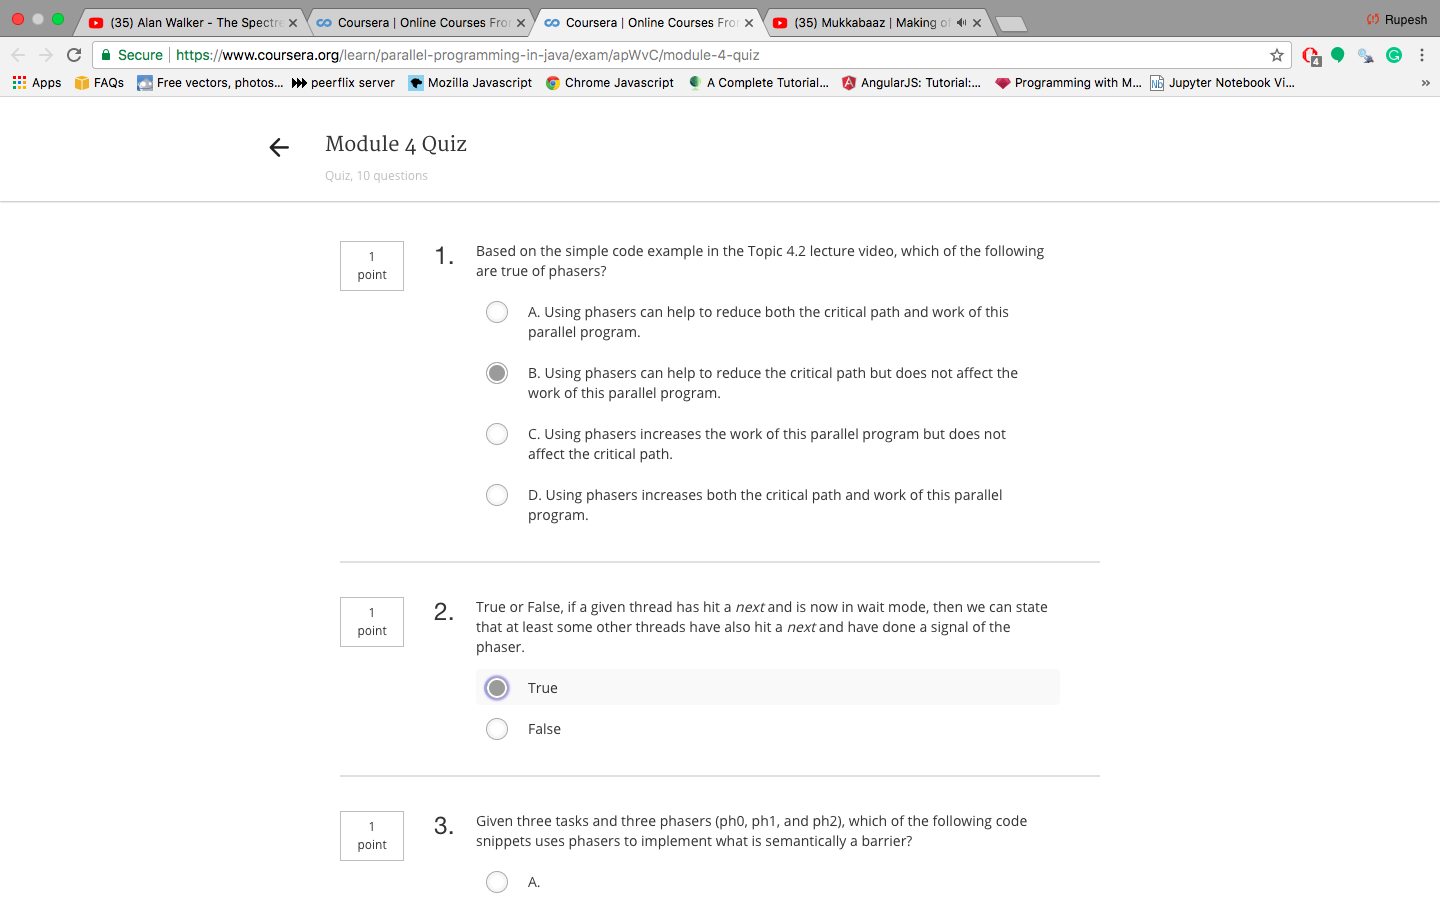 (35) Alan Walker - The Spectre
Coursera | Online Courses From
Coursera | Online Courses From
(35) Mukkabaaz | Making of
Rupesh
Secure
https://www.coursera.org/learn/parallel-programming-in-java/exam/apWvC/module-4-quiz
4
Apps
FAQs
Free vectors, photos...
peerflix server
Mozilla Javascript
Chrome Javascript
A Complete Tutorial...
AngularJS: Tutorial:...
Programming with M...
Jupyter Notebook Vi...
»
Module 4 Quiz
Quiz, 10 questions
1
point
1.
Based on the simple code example in the Topic 4.2 lecture video, which of the following
are true of phasers?
A. Using phasers can help to reduce both the critical path and work of this
parallel program.
B. Using phasers can help to reduce the critical path but does not affect the
work of this parallel program.
C. Using phasers increases the work of this parallel program but does not
affect the critical path.
D. Using phasers increases both the critical path and work of this parallel
program.
1
point
2.
True or False, if a given thread has hit a next and is now in wait mode, then we can state
that at least some other threads have also hit a next and have done a signal of the
phaser.
True
False
1
point
3.
Given three tasks and three phasers (ph0, ph1, and ph2), which of the following code
snippets uses phasers to implement what is semantically a barrier?
A.